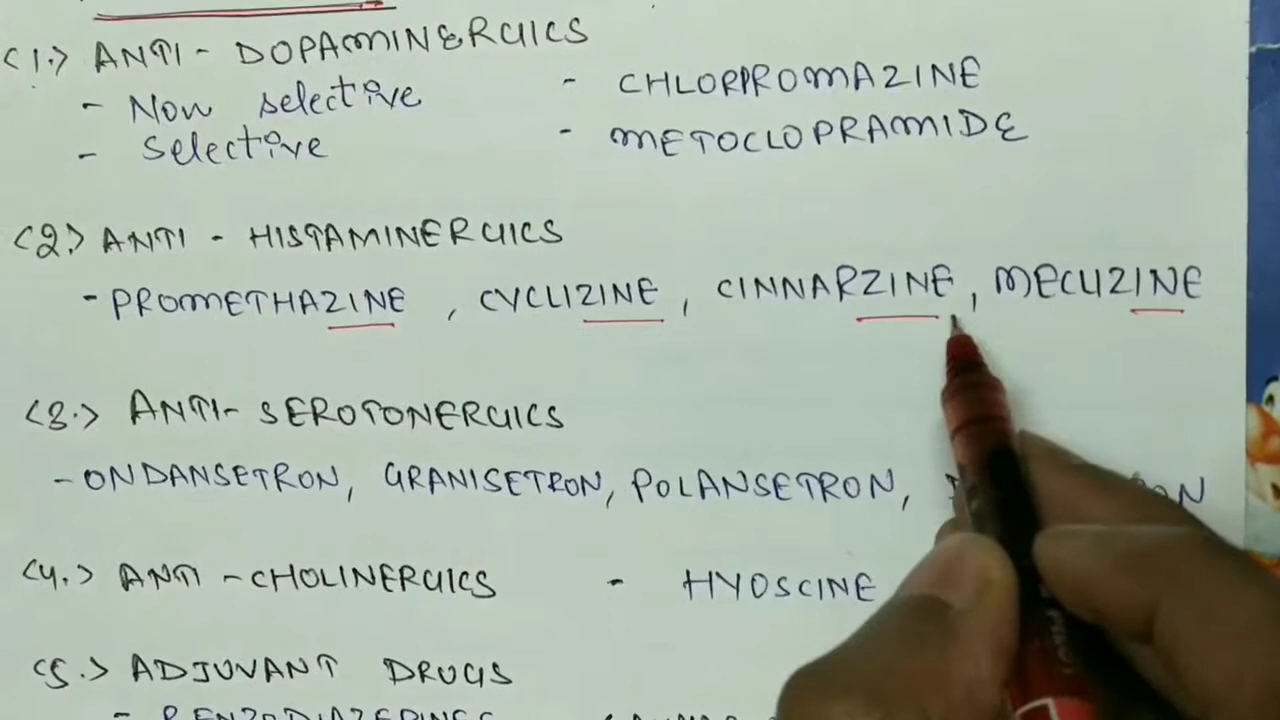 (1.) ANTI - DOPAMINERGICS
- Non selective - CHLORPROMAZINE
- Selective - METOCLOPRAMIDE
(2.) ANTI - HISTAMINERGICS
- PROMETHAZINE, CYCLIZINE, CINNARZINE, MECLIZINE
(3.) ANTI- SEROTONERGICS
- ONDANSETRON, GRANISETRON, POLANSETRON,
(4.) ANTI - CHOLINERGICS - HYOSCINE
(5.) ADJUVANT DRUGS
- BENZODIAZEPINES